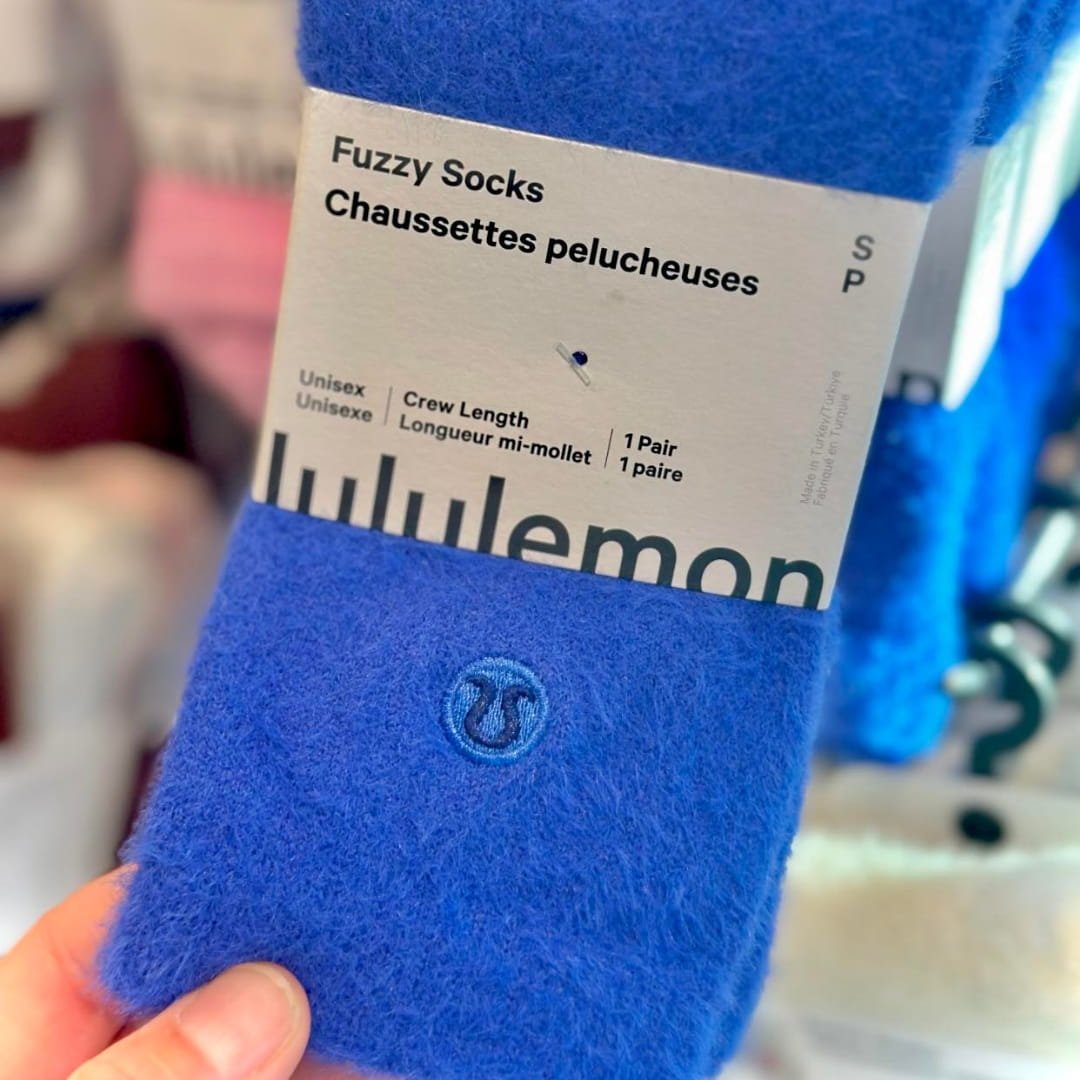 Fuzzy Socks
Chaussettes pelucheuses
S
P
Unisex
Unisexe
Crew Length
Longueur mi-mollet
1 Pair
1 paire
Made in Turkey/Türkiye
Fabriqué en Turquie
lululemon